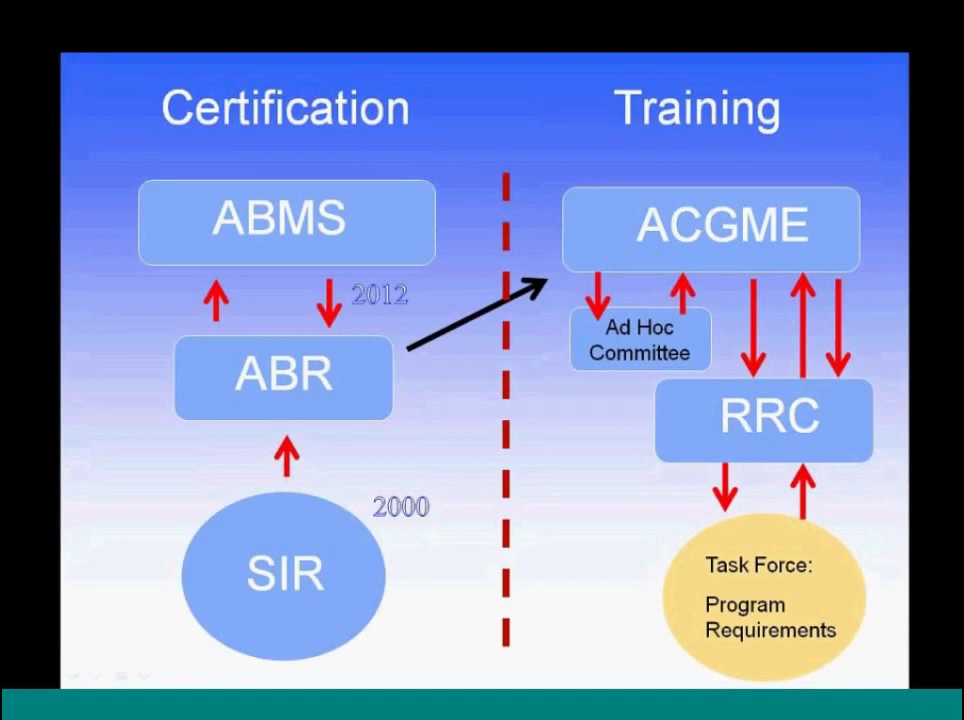 Certification
Training
ABMS
ACGME
2012
Ad Hoc
Committee
ABR
RRC
2000
SIR
Task Force:
Program
Requirements